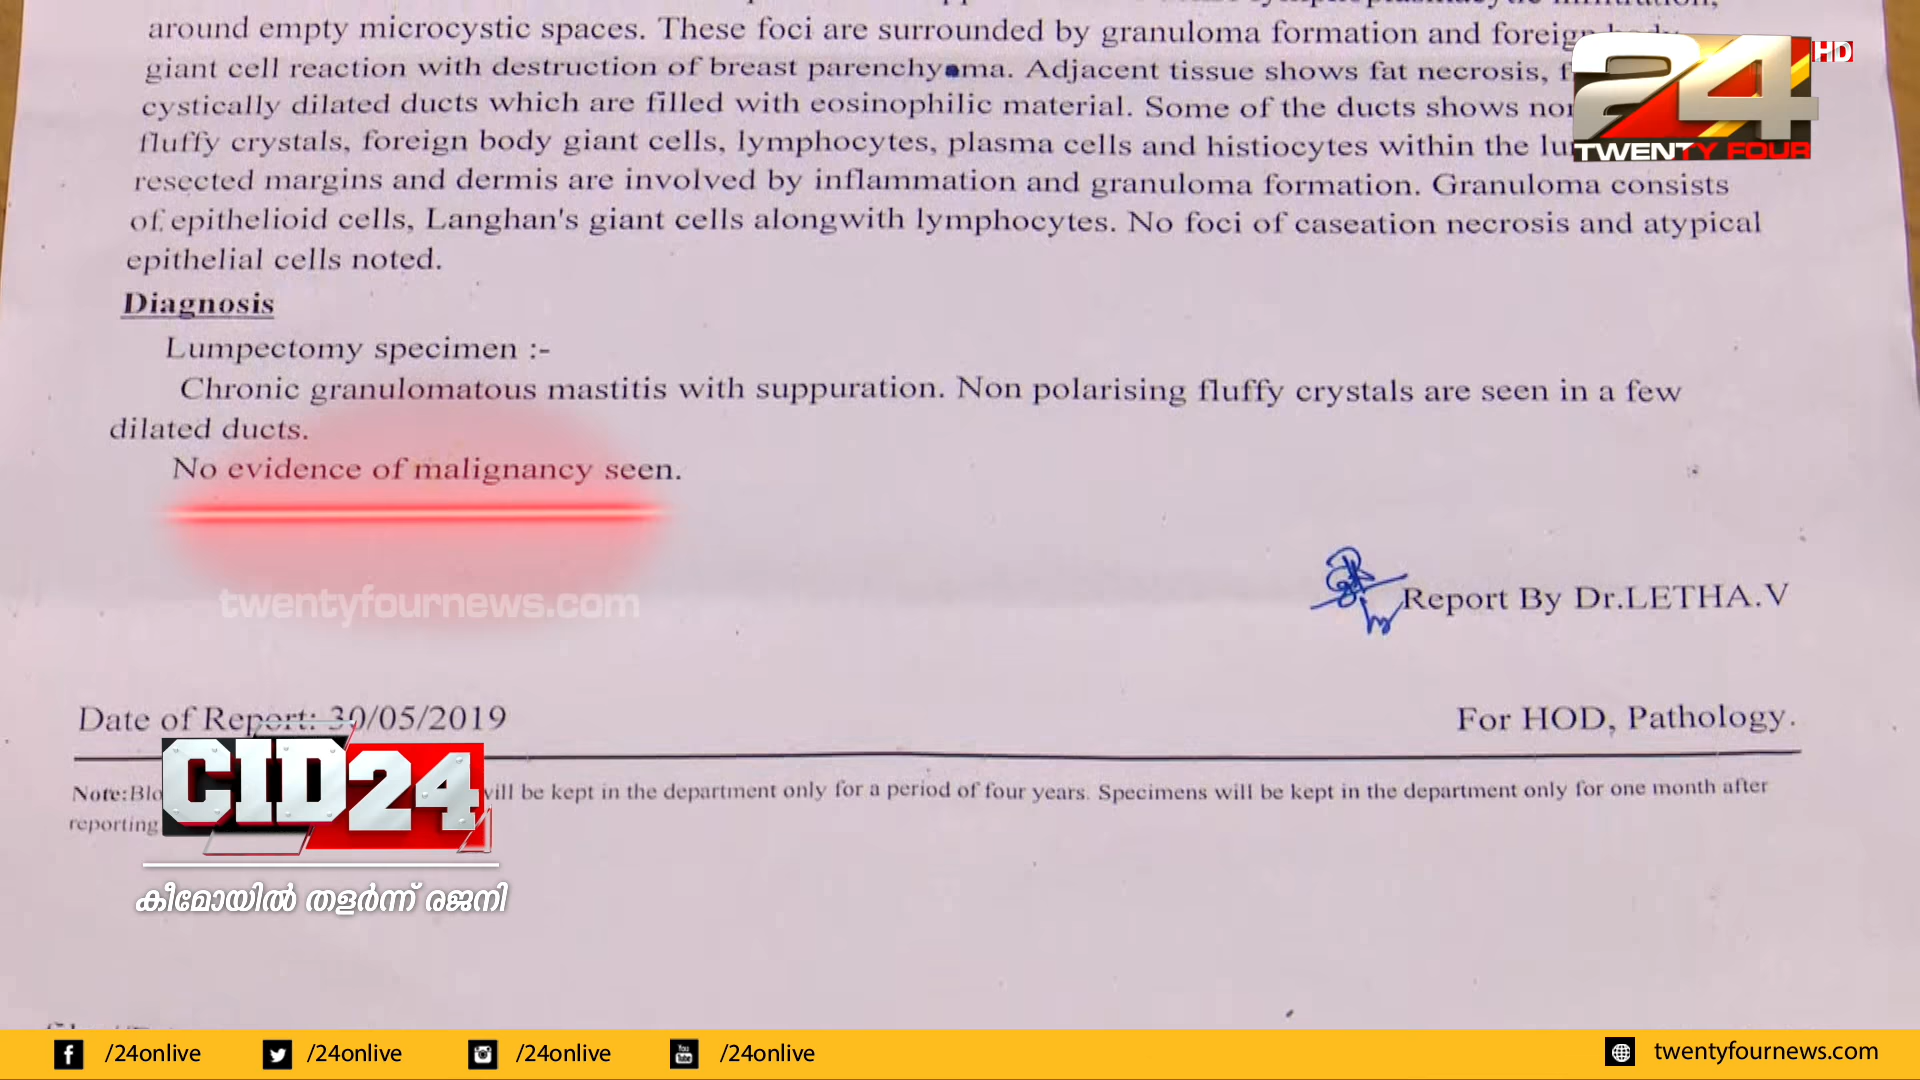 around empty microcystic spaces. These foci are surrounded by granuloma formation and foreign body
giant cell reaction with destruction of breast parenchyma. Adjacent tissue shows fat necrosis,
cystically dilated ducts which are filled with eosinophilic material. Some of the ducts shows
fluffy crystals, foreign body giant cells, lymphocytes, plasma cells and histiocytes within the
resected margins and dermis are involved by inflammation and granuloma formation. Granuloma consists
of epithelioid cells, Langhan's giant cells alongwith lymphocytes. No foci of caseation necrosis and atypical
epithelial cells noted.
Diagnosis
Lumpectomy specimen :-
Chronic granulomatous mastitis with suppuration. Non polarising fluffy crystals are seen in a few
dilated ducts.
No evidence of malignancy seen.
twentyfournews.com
Report By Dr.LETHA.V
Date of Report: 30/05/2019
For HOD, Pathology.
Note: will be kept in the department only for a period of four years. Specimens will be kept in the department only for one month after
reporting
24
HD
TWENTY FOUR
CID24
കീമോയിൽ തളർന്ന് രജനി
/24onlive
/24onlive
/24onlive
You Tube
/24onlive
twentyfournews.com